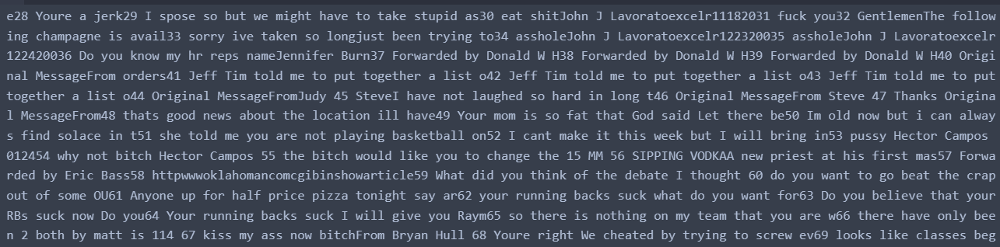 e28 Youre a jerk29 I spose so but we might have to take stupid as30 eat shitJohn J Lavoratoexcelr11182031 fuck you32 GentlemenThe follow
ing champagne is avail33 sorry ive taken so longjust been trying to34 assholeJohn J Lavoratoexcelr122320035 assholeJohn J Lavoratoexcelr
122420036 Do you know my hr reps nameJennifer Burn37 Forwarded by Donald W H38 Forwarded by Donald W H39 Forwarded by Donald W H40 Origi
nal MessageFrom orders41 Jeff Tim told me to put together a list o42 Jeff Tim told me to put together a list o43 Jeff Tim told me to put
together a list o44 Original MessageFromJudy 45 SteveI have not laughed so hard in long t46 Original MessageFrom Steve 47 Thanks Origina
l MessageFrom48 thats good news about the location ill have49 Your mom is so fat that God said Let there be50 Im old now but i can alway
s find solace in t51 she told me you are not playing basketball on52 I cant make it this week but I will bring in53 pussy Hector Campos
012454 why not bitch Hector Campos 55 the bitch would like you to change the 15 MM 56 SIPPING VODKAA new priest at his first mas57 Forwa
rded by Eric Bass58 httpwwwoklahomancomcgibinshowarticle59 What did you think of the debate I thought 60 do you want to go beat the crap
out of some OU61 Anyone up for half price pizza tonight say ar62 your running backs suck what do you want for63 Do you believe that your
RBs suck now Do you64 Your running backs suck I will give you Raym65 so there is nothing on my team that you are w66 there have only bee
n 2 both by matt is 114 67 kiss my ass now bitchFrom Bryan Hull 68 Youre right We cheated by trying to screw ev69 looks like classes beg